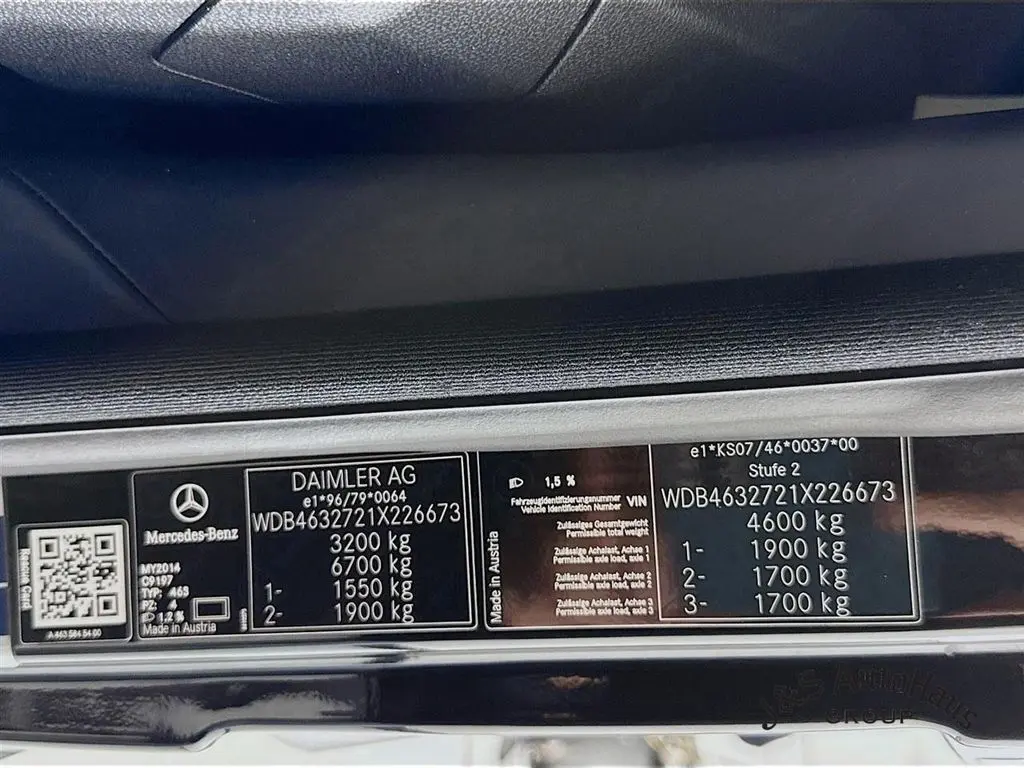 Rescue Card
A 463 584 54 00
Mercedes-Benz
MY2014
C9197
TYP: 463
PZ: 4
1,2 %
Made in Austria
DAIMLER AG
e1*96/79*0064
WDB4632721X226673
3200 kg
6700 kg
1- 1550 kg
2- 1900 kg
Made in Austria
1,5 %
Fahrzeugidentifizierungsnummer
Vehicle Identification Number VIN
Zulässiges Gesamtgewicht
Permissible total weight
Zulässige Achslast, Achse 1
Permissible axle load, axle 1
Zulässige Achslast, Achse 2
Permissible axle load, axle 2
Zulässige Achslast, Achse 3
Permissible axle load, axle 3
e1*KS07/46*0037*00
Stufe 2
WDB4632721X226673
4600 kg
1- 1900 kg
2- 1700 kg
3- 1700 kg
AutoHaus
GROUP